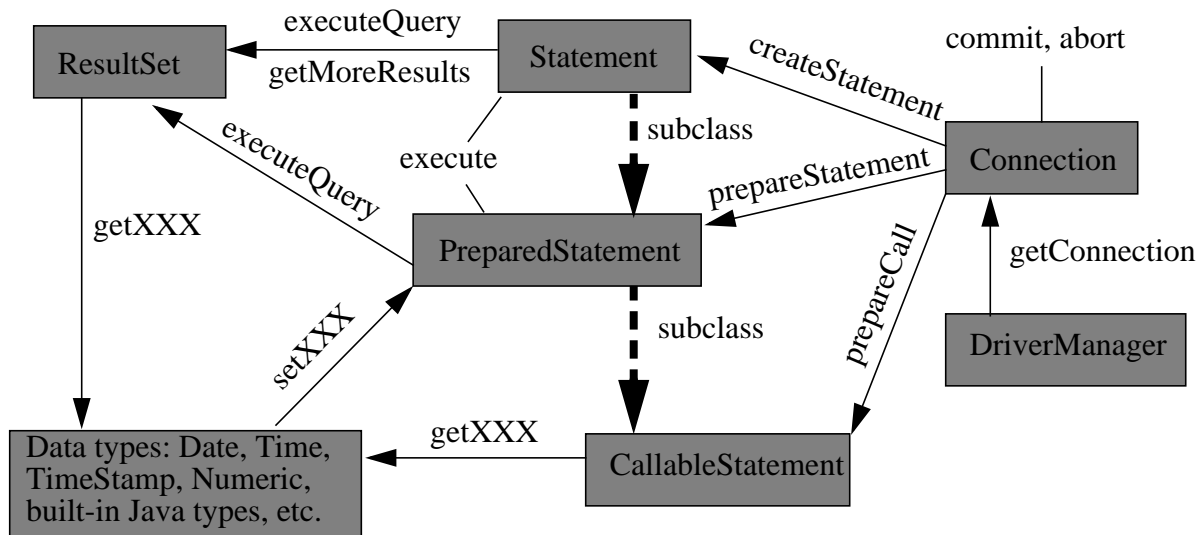 executeQuery
ResultSet
Statement
commit, abort
getMoreResults
createStatement
subclass
executeQuery
execute
prepareStatement
Connection
getXXX
PreparedStatement
getConnection
setXXX
subclass
prepareCall
DriverManager
Data types: Date, Time,
TimeStamp, Numeric,
built-in Java types, etc.
getXXX
CallableStatement